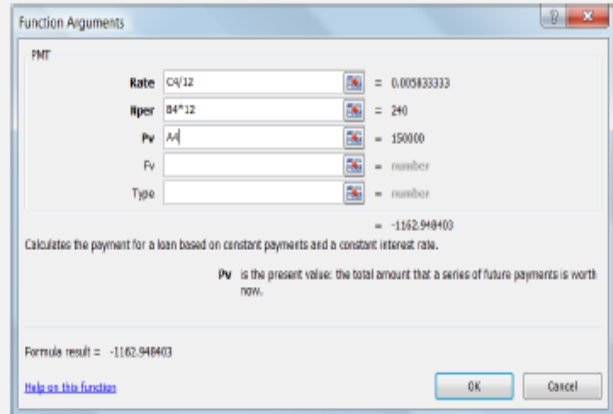 Function Arguments
PMT
Rate C4/12 = 0.005833333
Nper B4*12 = 240
Pv A4 = 150000
Fv = number
Type = number
= -1162.948403
Calculates the payment for a loan based on constant payments and a constant interest rate.
Pv is the present value: the total amount that a series of future payments is worth
now.
Formula result = -1162.948403
Help on this function
OK Cancel